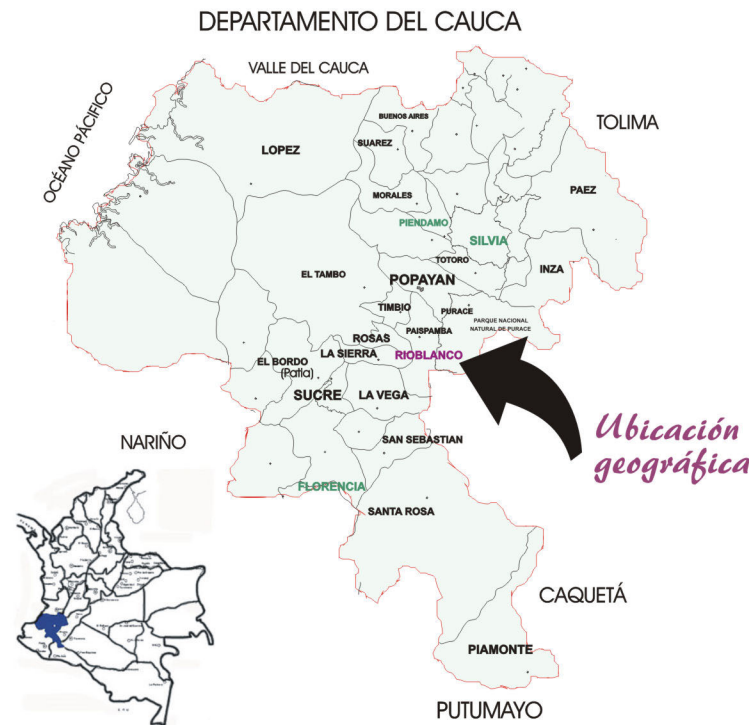 DEPARTAMENTO DEL CAUCA
VALLE DEL CAUCA
OCÉANO PÁCIFICO
TOLIMA
BUENOS AIRES
LOPEZ
SUAREZ
MORALES
PAEZ
PIENDAMO
SILVIA
TOTORO
INZA
EL TAMBO
POPAYAN
TIMBIO
PURACE
PARQUE NACIONAL
NATURAL DE PURACE
PAISPAMBA
ROSAS
LA SIERRA
RIOBLANCO
EL BORDO
(Patía)
SUCRE
LA VEGA
Ubicación
geográfica
NARIÑO
SAN SEBASTIAN
FLORENCIA
SANTA ROSA
CAQUETÁ
PIAMONTE
PUTUMAYO